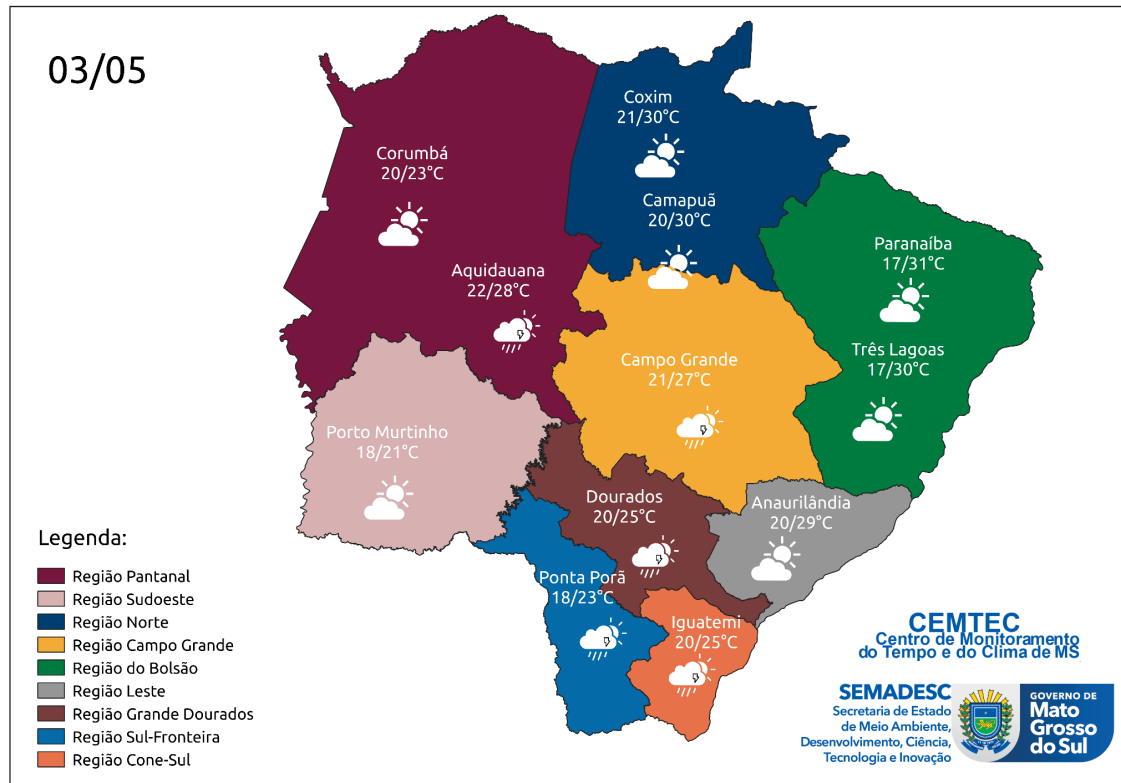 03/05
Coxim
21/30°C
Corumbá
20/23°C
Camapuã
20/30°C
Paranaíba
17/31°C
Aquidauana
22/28°C
Três Lagoas
17/30°C
Campo Grande
21/27°C
Porto Murtinho
18/21°C
Dourados
20/25°C
Anaurilândia
20/29°C
Ponta Porã
18/23°C
Iguatemi
20/25°C
Legenda:
Região Pantanal
Região Sudoeste
Região Norte
Região Campo Grande
Região do Bolsão
Região Leste
Região Grande Dourados
Região Sul-Fronteira
Região Cone-Sul
CEMTEC
Centro de Monitoramento
do Tempo e do Clima de MS
SEMADESC
Secretaria de Estado
de Meio Ambiente,
Desenvolvimento, Ciência,
Tecnologia e Inovação
GOVERNO DE
Mato
Grosso
do Sul